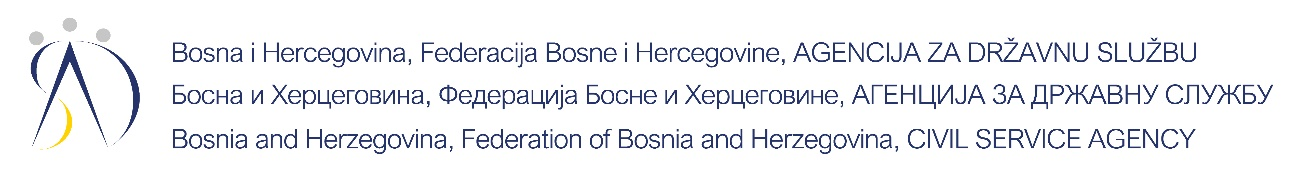 Bosna i Hercegovina, Federacija Bosne i Hercegovine, AGENCIJA ZA DRŽAVNU SLUŽBU
Босна и Херцеговина, Федерација Босне и Херцеговине, АГЕНЦИЈА ЗА ДРЖАВНУ СЛУЖБУ
Bosnia and Herzegovina, Federation of Bosnia and Herzegovina, CIVIL SERVICE AGENCY